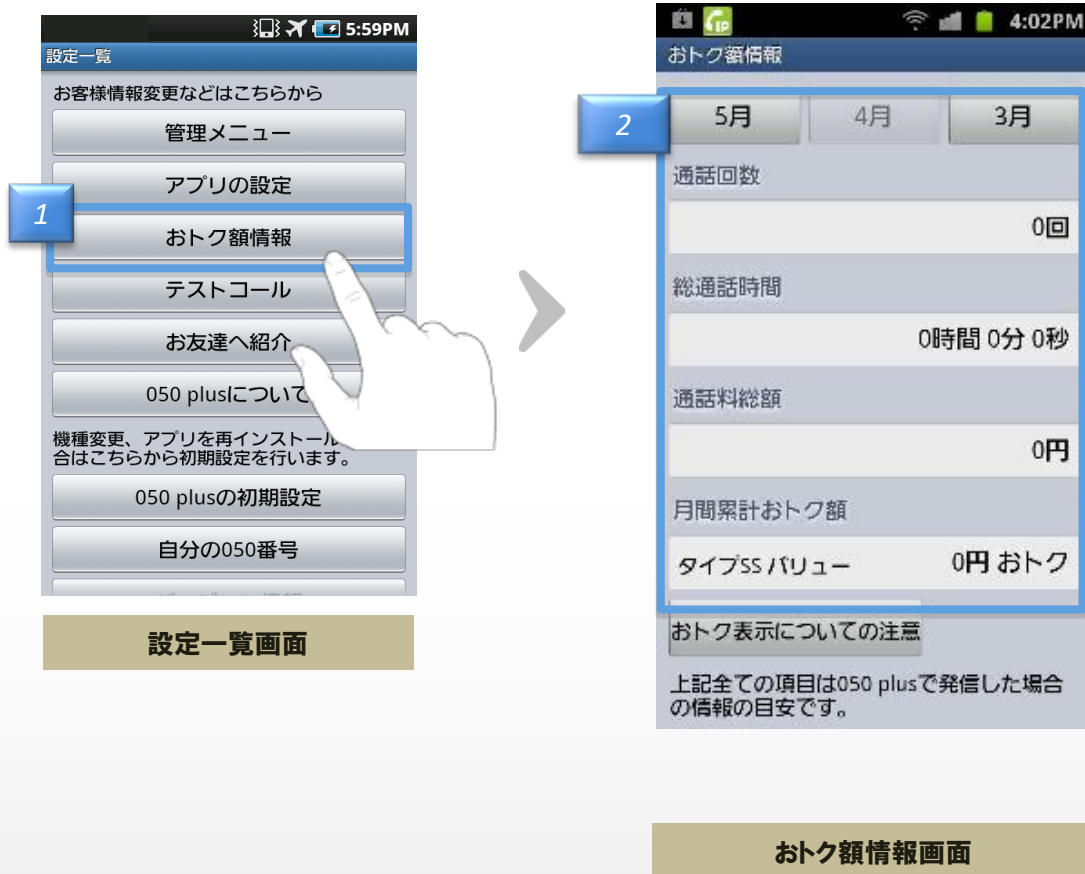 5:59PM
設定一覧
お客様情報変更などはこちらから
管理メニュー
アプリの設定
1
おトク額情報
テストコール
お友達へ紹介
050 plusについて
機種変更、アプリを再インストール
合はこちらから初期設定を行います。
050 plusの初期設定
自分の050番号
設定一覧画面
IP
4:02PM
おトク額情報
2
5月 4月 3月
通話回数
0回
総通話時間
0時間 0分 0秒
通話料総額
0円
月間累計おトク額
タイプSS バリュー 0円 おトク
おトク表示についての注意
上記全ての項目は050 plusで発信した場合
の情報の目安です。
おトク額情報画面